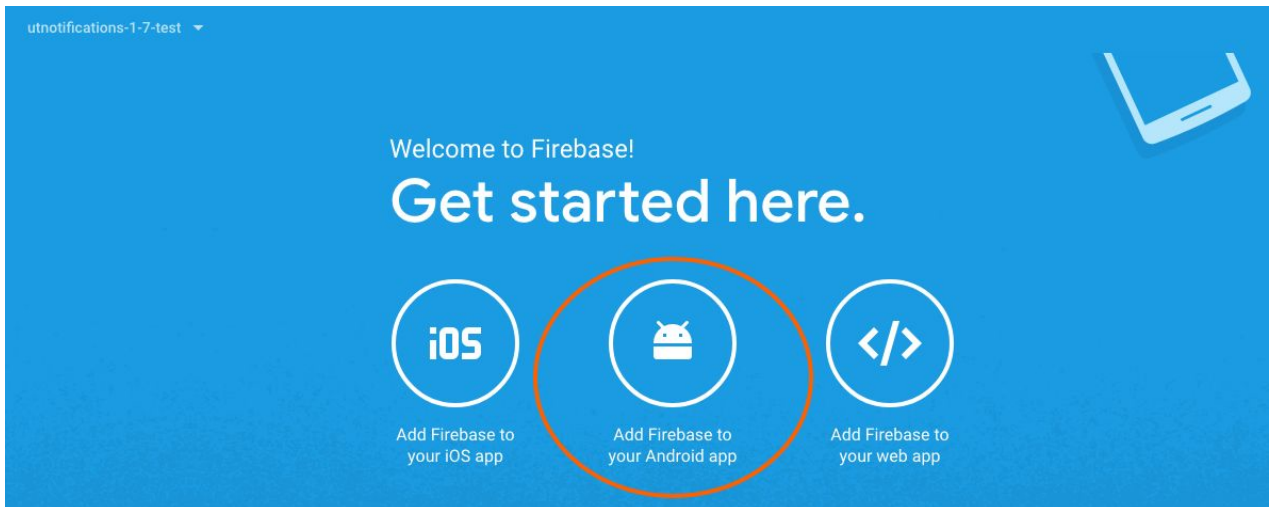 utnotifications-1-7-test
Welcome to Firebase!
Get started here.
iOS
</>
Add Firebase to
your iOS app
Add Firebase to
your Android app
Add Firebase to
your web app